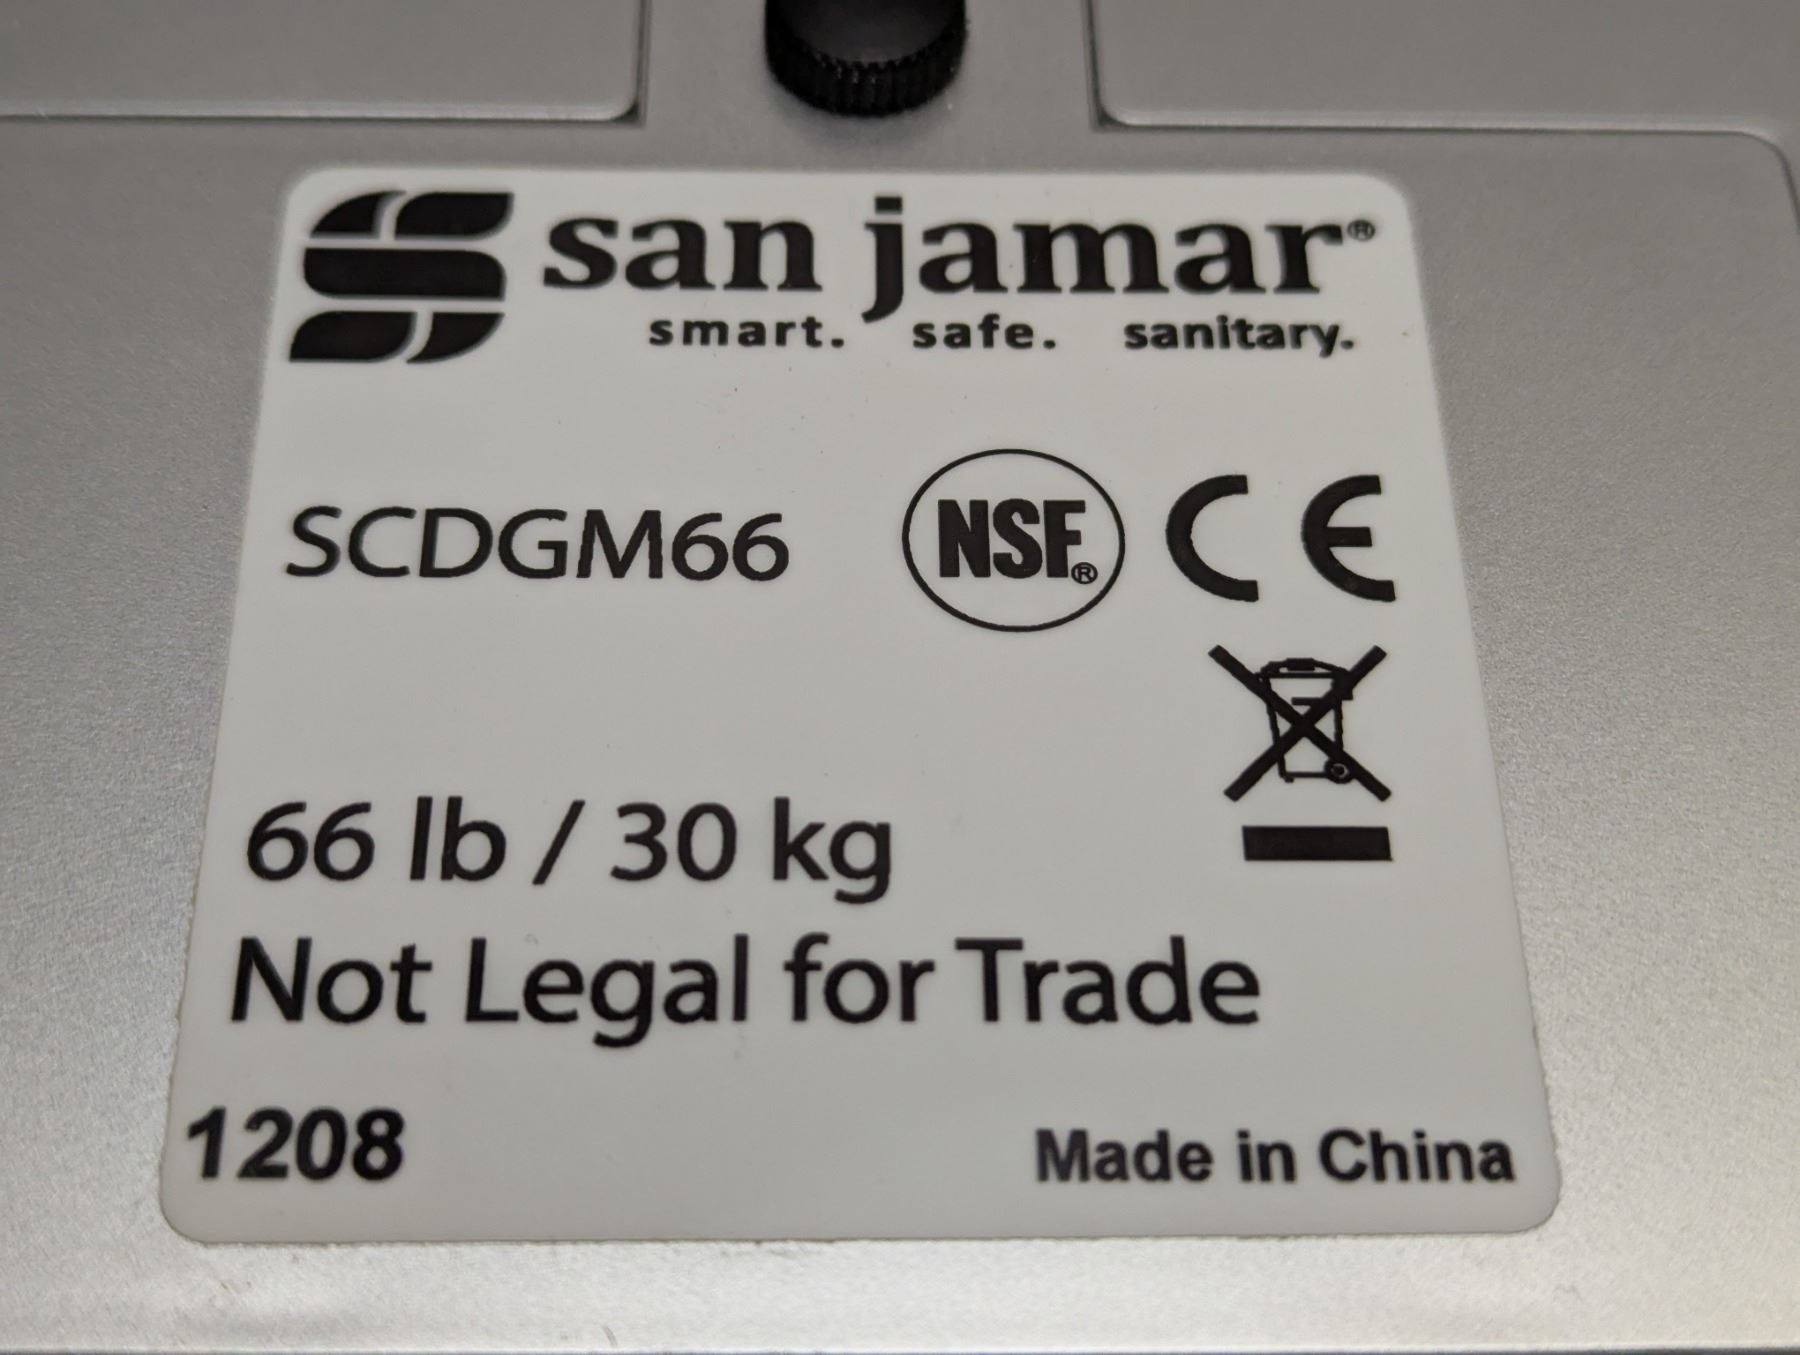 san jamar®
smart. safe. sanitary.
SCDGM66
NSF® CE
66 lb / 30 kg
Not Legal for Trade
1208
Made in China